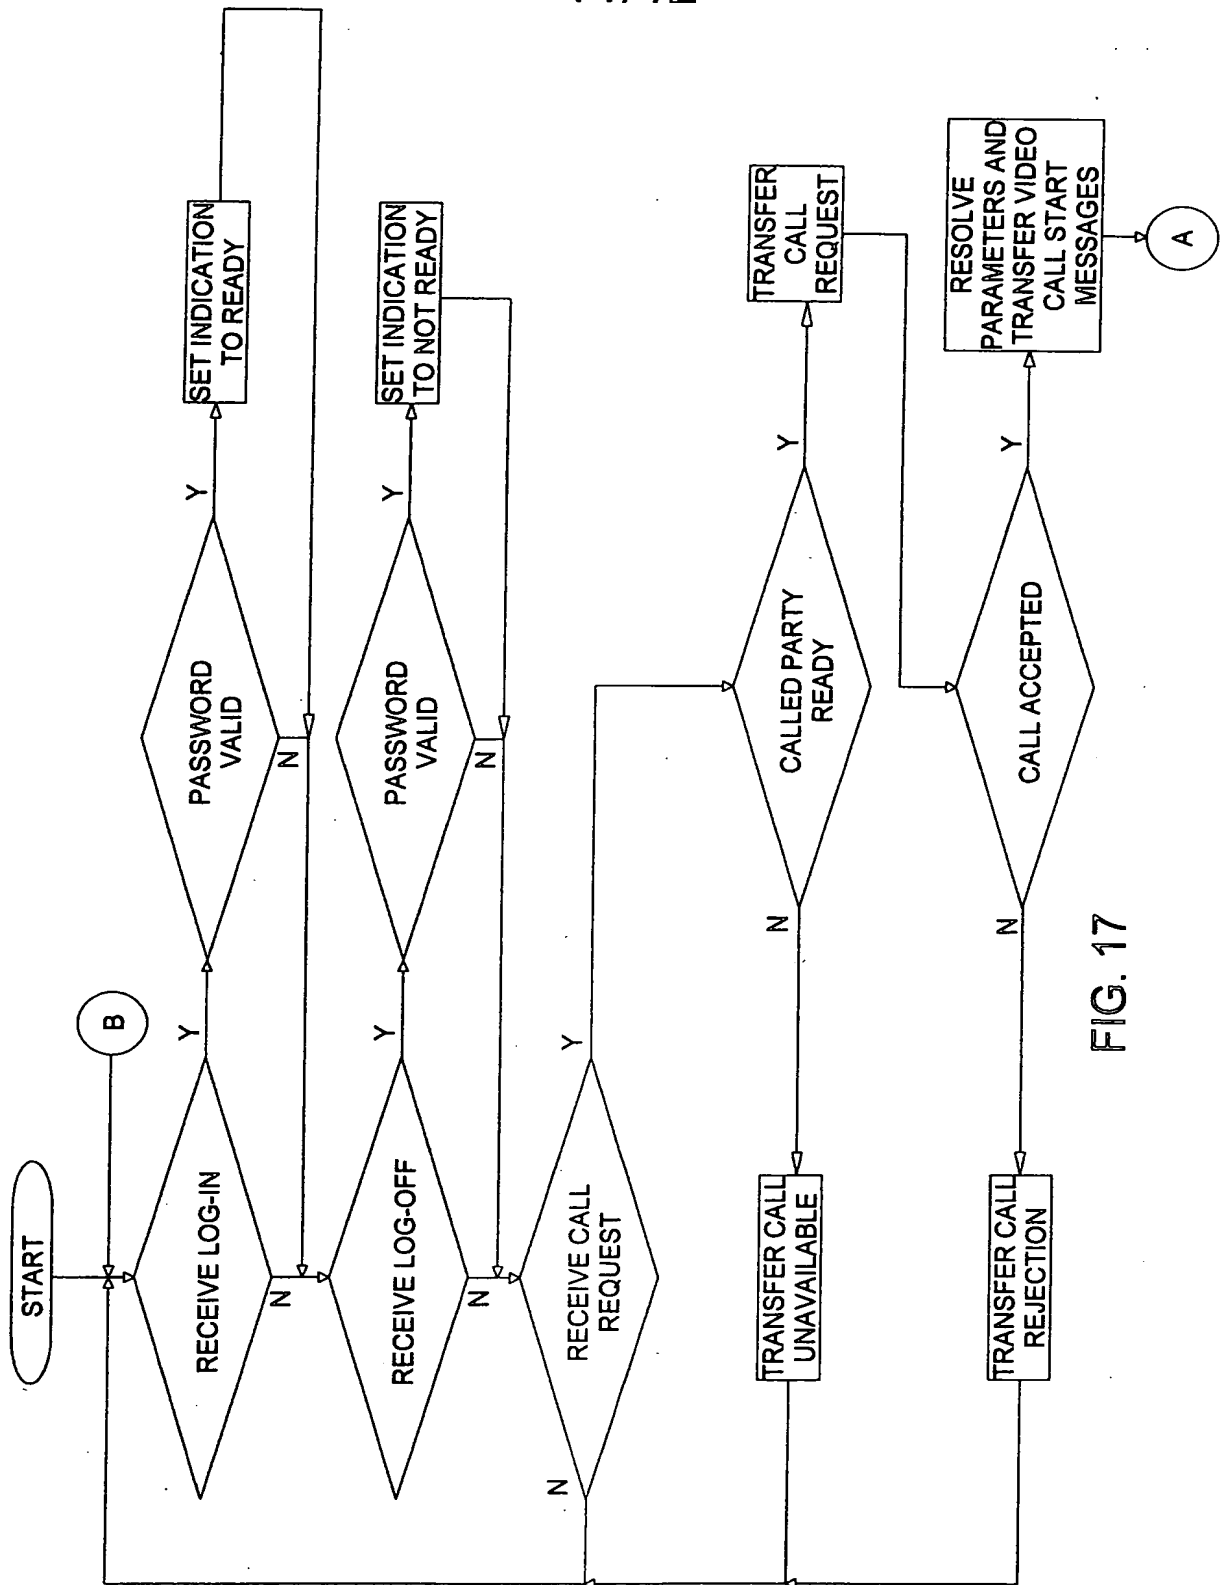 START
B
RECEIVE LOG-IN
Y
N
PASSWORD
VALID
Y
N
SET INDICATION
TO READY
RECEIVE LOG-OFF
Y
N
PASSWORD
VALID
Y
N
SET INDICATION
TO NOT READY
RECEIVE CALL
REQUEST
Y
N
CALLED PARTY
READY
Y
N
TRANSFER
CALL
REQUEST
TRANSFER CALL
UNAVAILABLE
CALL ACCEPTED
Y
N
RESOLVE
PARAMETERS AND
TRANSFER VIDEO
CALL START
MESSAGES
A
TRANSFER CALL
REJECTION
FIG. 17